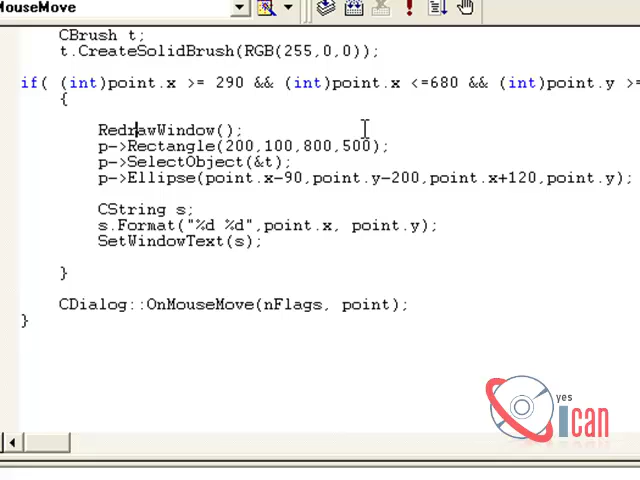 MouseMove
CBrush t;
t.CreateSolidBrush(RGB(255,0,0));
if( (int)point.x >= 290 && (int)point.x <=680 && (int)point.y >=
{
RedrawWindow();
p->Rectangle(200,100,800,500);
p->SelectObject(&t);
p->Ellipse(point.x-90,point.y-200,point.x+120,point.y);
CString s;
s.Format("%d %d",point.x, point.y);
SetWindowText(s);
}
CDialog::OnMouseMove(nFlags, point);
}
yes
Ican